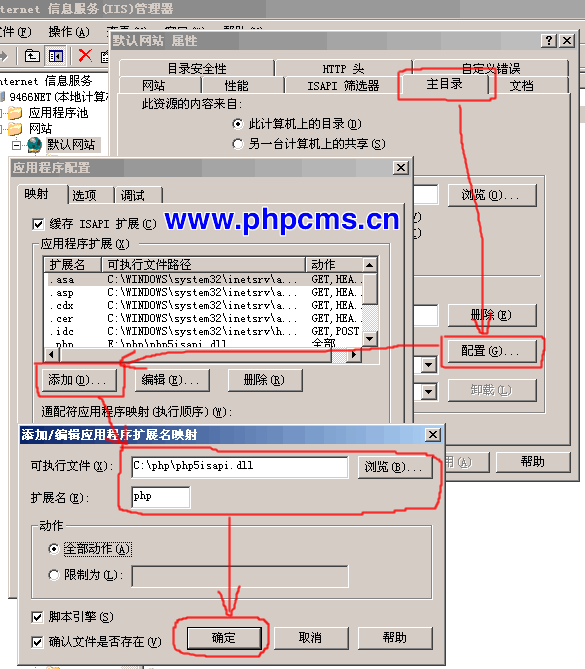 nternet 信息服务(IIS)管理器
操作(A)
默认网站 属性
目录安全性
HTTP 头
自定义错误
网站
性能
ISAPI 筛选器
主目录
文档
nternet 信息服务
9466NET(本地计算
应用程序池
网站
默认网站
此资源的内容来自:
此计算机上的目录(D)
另一台计算机上的共享(S)
浏览(O)...
删除(E)
配置(G)...
卸载(L)
帮助
应用程序配置
映射
选项
调试
www.phpcms.cn
缓存 ISAPI 扩展(C)
应用程序扩展(X)
扩展名 可执行文件路径 动作
.asa C:\WINDOWS\system32\inetsrv\a... GET,HEA...
.asp C:\WINDOWS\system32\inetsrv\a... GET,HEA...
.cdx C:\WINDOWS\system32\inetsrv\a... GET,HEA...
.cer C:\WINDOWS\system32\inetsrv\a... GET,HEA...
.idc C:\WINDOWS\system32\inetsrv\h... GET,POST
.php E:\php\php5isapi.dll 全部
添加(D)...
编辑(E)...
删除(R)
通配符应用程序映射(执行顺序)(W):
添加/编辑应用程序扩展名映射
可执行文件(X):
C:\php\php5isapi.dll
浏览(B)...
扩展名(E):
php
动作
全部动作(A)
限制为(L):
脚本引擎(S)
确认文件是否存在(V)
确定
取消
帮助